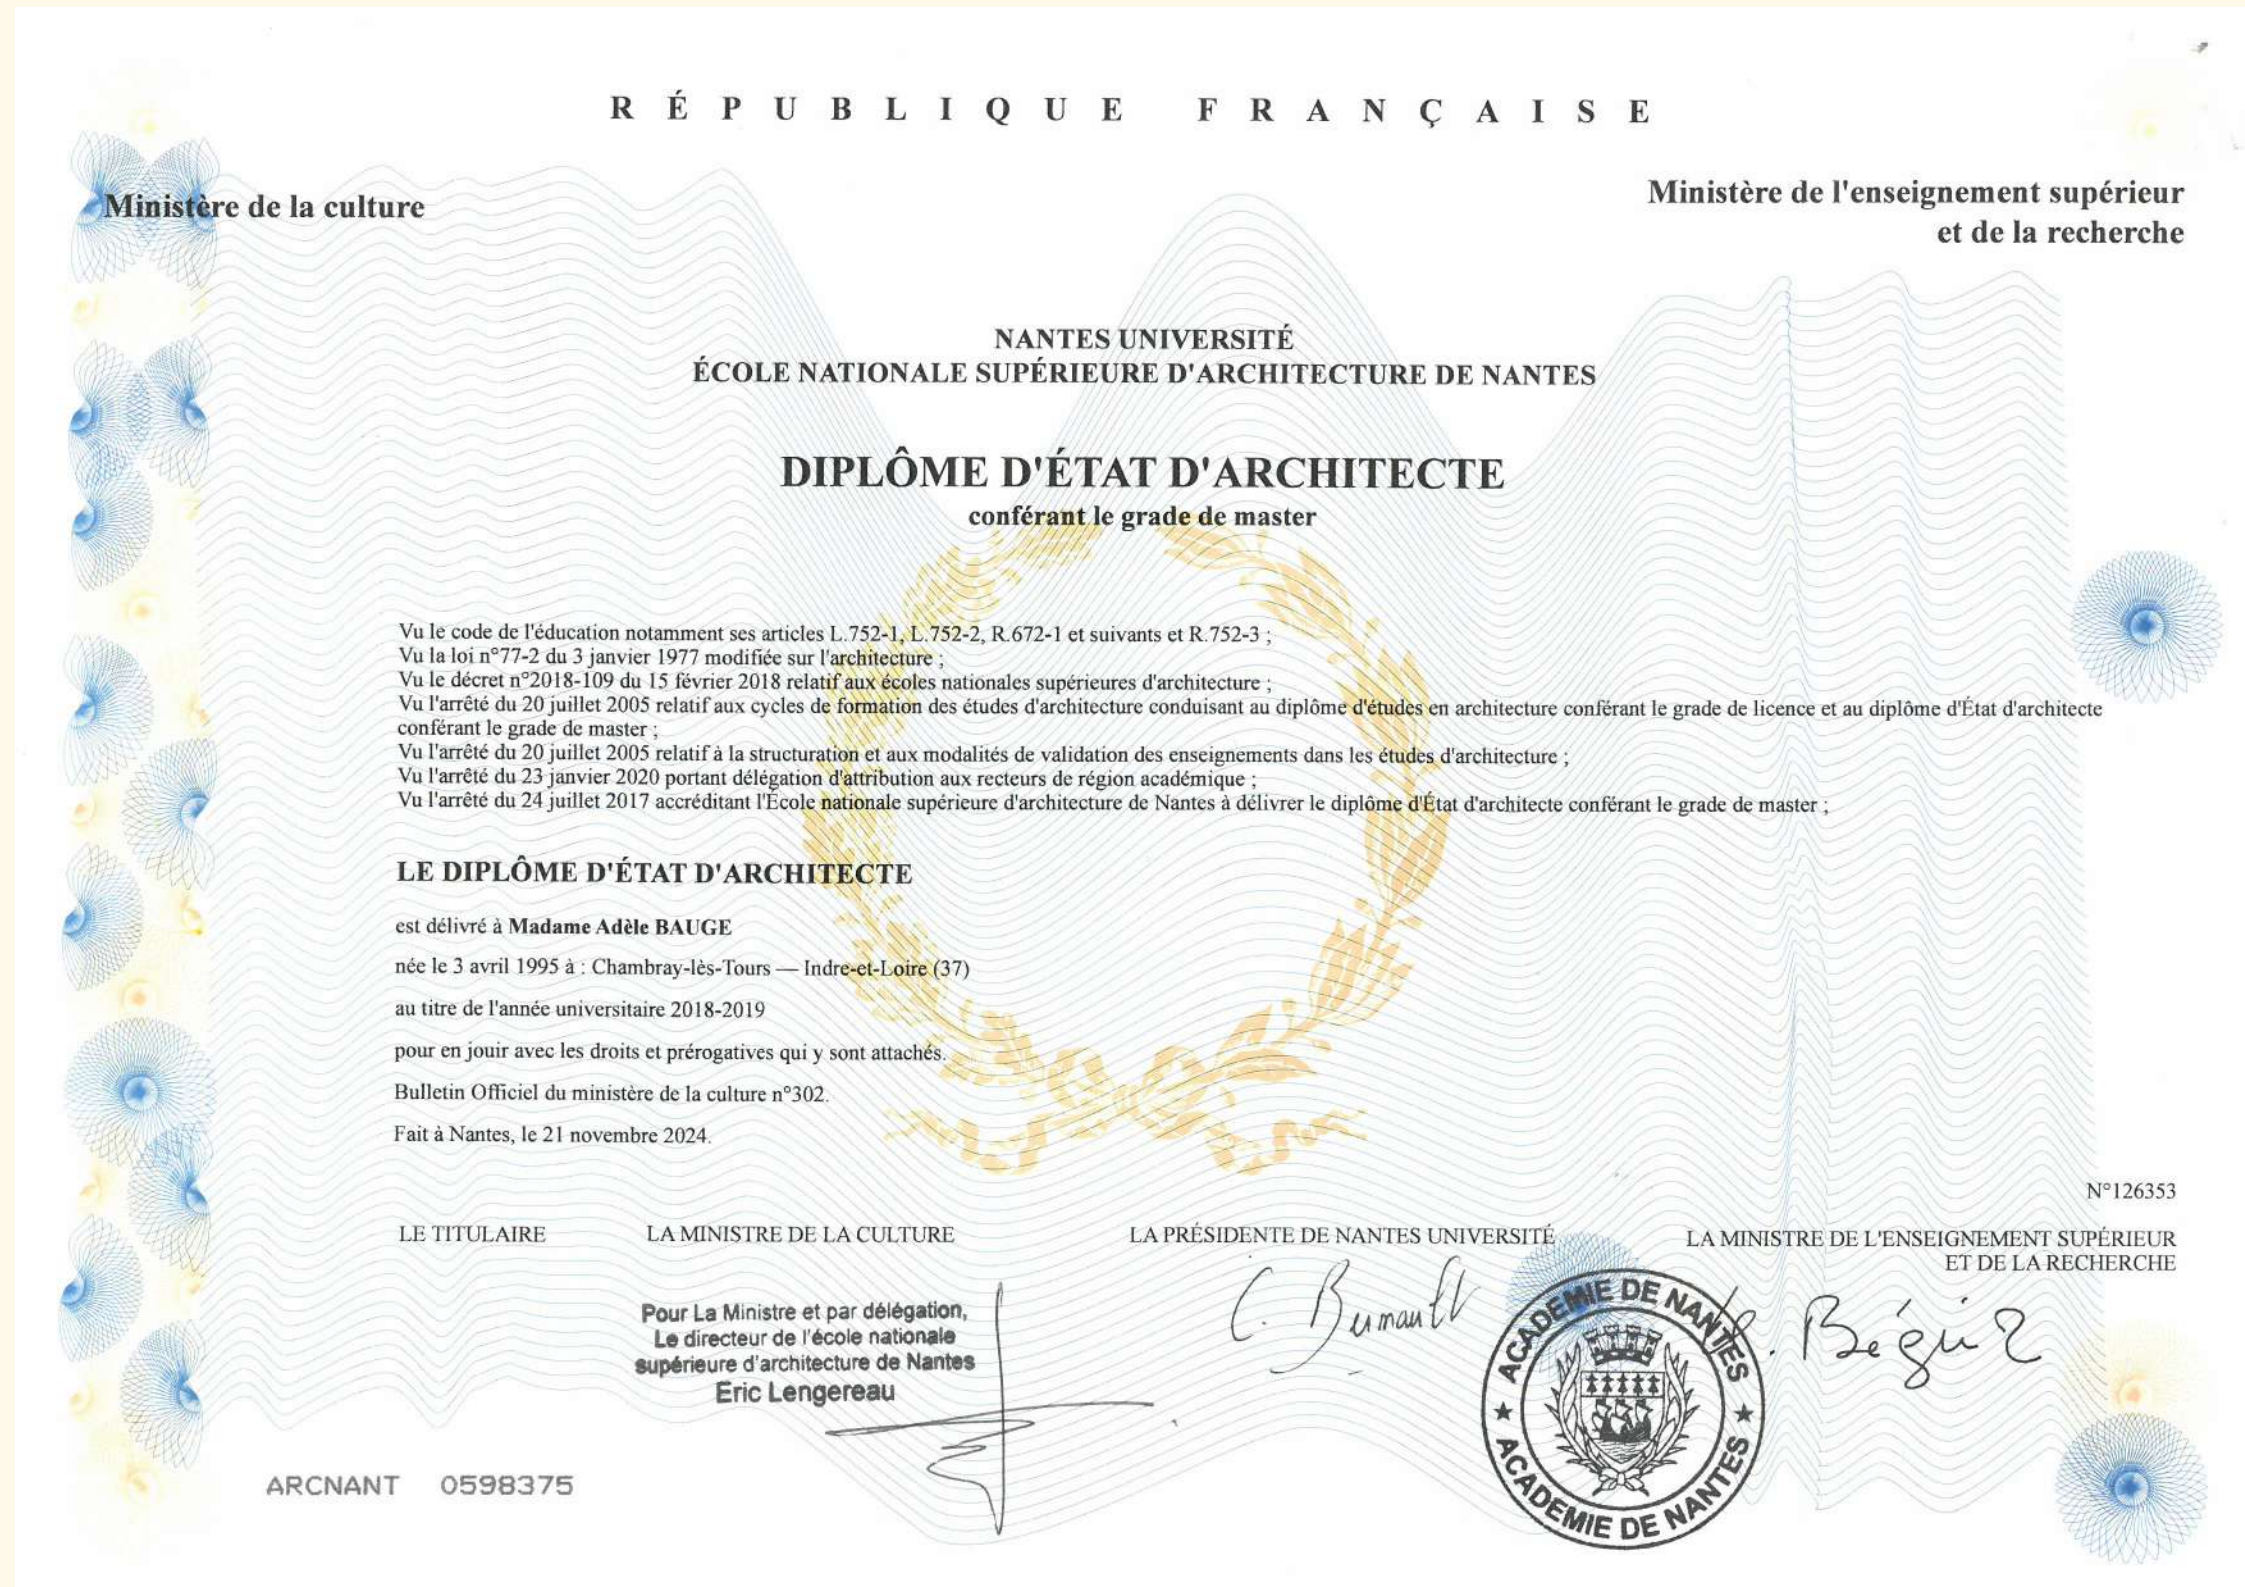 RÉPUBLIQUE FRANÇAISE
Ministère de la culture
Ministère de l'enseignement supérieur
et de la recherche
NANTES UNIVERSITÉ
ÉCOLE NATIONALE SUPÉRIEURE D'ARCHITECTURE DE NANTES
DIPLÔME D'ÉTAT D'ARCHITECTE
conférant le grade de master
Vu le code de l'éducation notamment ses articles L.752-1, L.752-2, R.672-1 et suivants et R.752-3 ;
Vu la loi n°77-2 du 3 janvier 1977 modifiée sur l'architecture ;
Vu le décret n°2018-109 du 15 février 2018 relatif aux écoles nationales supérieures d'architecture ;
Vu l'arrêté du 20 juillet 2005 relatif aux cycles de formation des études d'architecture conduisant au diplôme d'études en architecture conférant le grade de licence et au diplôme d'État d'architecte
conférant le grade de master ;
Vu l'arrêté du 20 juillet 2005 relatif à la structuration et aux modalités de validation des enseignements dans les études d'architecture ;
Vu l'arrêté du 23 janvier 2020 portant délégation d'attribution aux recteurs de région académique ;
Vu l'arrêté du 24 juillet 2017 accréditant l'École nationale supérieure d'architecture de Nantes à délivrer le diplôme d'État d'architecte conférant le grade de master ;
LE DIPLÔME D'ÉTAT D'ARCHITECTE
est délivré à Madame Adèle BAUGE
née le 3 avril 1995 à : Chambray-lès-Tours — Indre-et-Loire (37)
au titre de l'année universitaire 2018-2019
pour en jouir avec les droits et prérogatives qui y sont attachés.
Bulletin Officiel du ministère de la culture n°302.
Fait à Nantes, le 21 novembre 2024.
N°126353
LE TITULAIRE
LA MINISTRE DE LA CULTURE
LA PRÉSIDENTE DE NANTES UNIVERSITÉ
LA MINISTRE DE L'ENSEIGNEMENT SUPÉRIEUR
ET DE LA RECHERCHE
Pour La Ministre et par délégation,
Le directeur de l'école nationale
supérieure d'architecture de Nantes
Eric Lengereau
ACADEMIE DE NANTES
ACADEMIE DE NANTES
ARCNANT 0598375